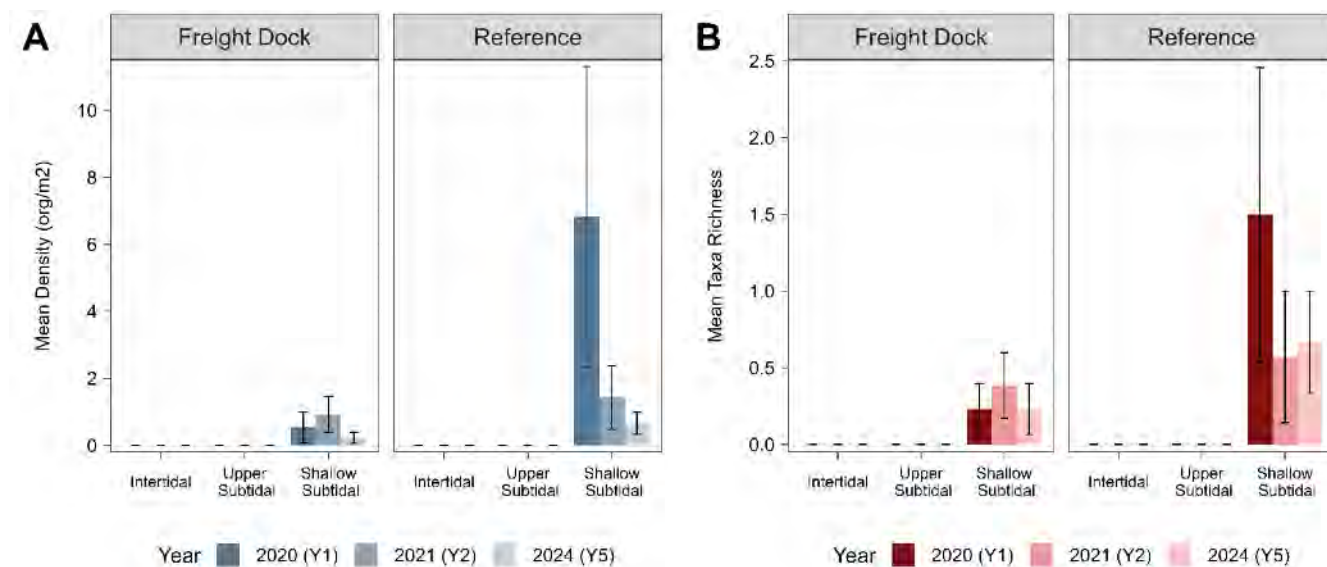 A
Freight Dock
Reference
Mean Density (org/m2)
10
8
6
4
2
0
Intertidal
Upper
Subtidal
Shallow
Subtidal
Intertidal
Upper
Subtidal
Shallow
Subtidal
Year
2020 (Y1)
2021 (Y2)
2024 (Y5)
B
Freight Dock
Reference
Mean Taxa Richness
2.5
2.0
1.5
1.0
0.5
0.0
Intertidal
Upper
Subtidal
Shallow
Subtidal
Intertidal
Upper
Subtidal
Shallow
Subtidal
Year
2020 (Y1)
2021 (Y2)
2024 (Y5)